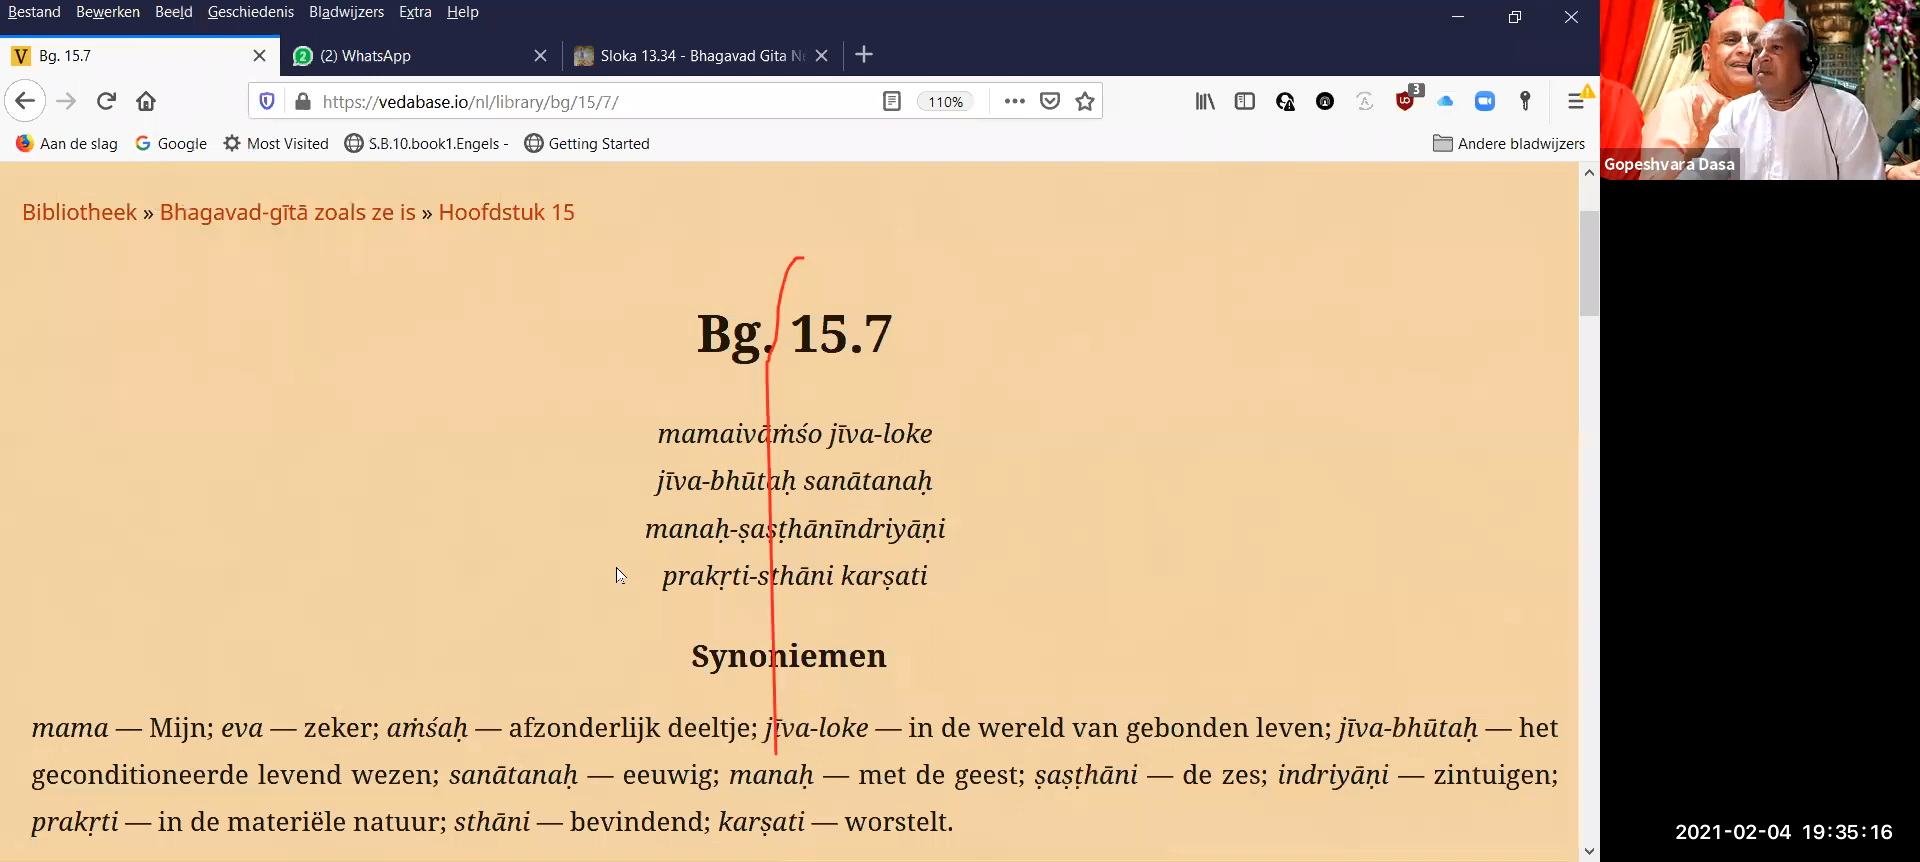 Bestand Bewerken Beeld Geschiedenis Bladwijzers Extra Help
V Bg. 15.7
2 (2) WhatsApp
Sloka 13.34 - Bhagavad Gita N
https://vedabase.io/nl/library/bg/15/7/
110%
3
Aan de slag Google Most Visited S.B.10.book1.Engels - Getting Started Andere bladwijzers
Gopeshvara Dasa
Bibliotheek » Bhagavad-gītā zoals ze is » Hoofdstuk 15
Bg. 15.7
mamaivāṁśo jīva-loke
jīva-bhūtaḥ sanātanaḥ
manaḥ-ṣaṣṭhānīndriyāṇi
prakṛti-sthāni karṣati
Synoniemen
mama — Mijn; eva — zeker; aṁśaḥ — afzonderlijk deeltje; jīva-loke — in de wereld van gebonden leven; jīva-bhūtaḥ — het
geconditioneerde levend wezen; sanātanaḥ — eeuwig; manaḥ — met de geest; ṣaṣṭhāni — de zes; indriyāṇi — zintuigen;
prakṛti — in de materiële natuur; sthāni — bevindend; karṣati — worstelt.
2021-02-04 19:35:16